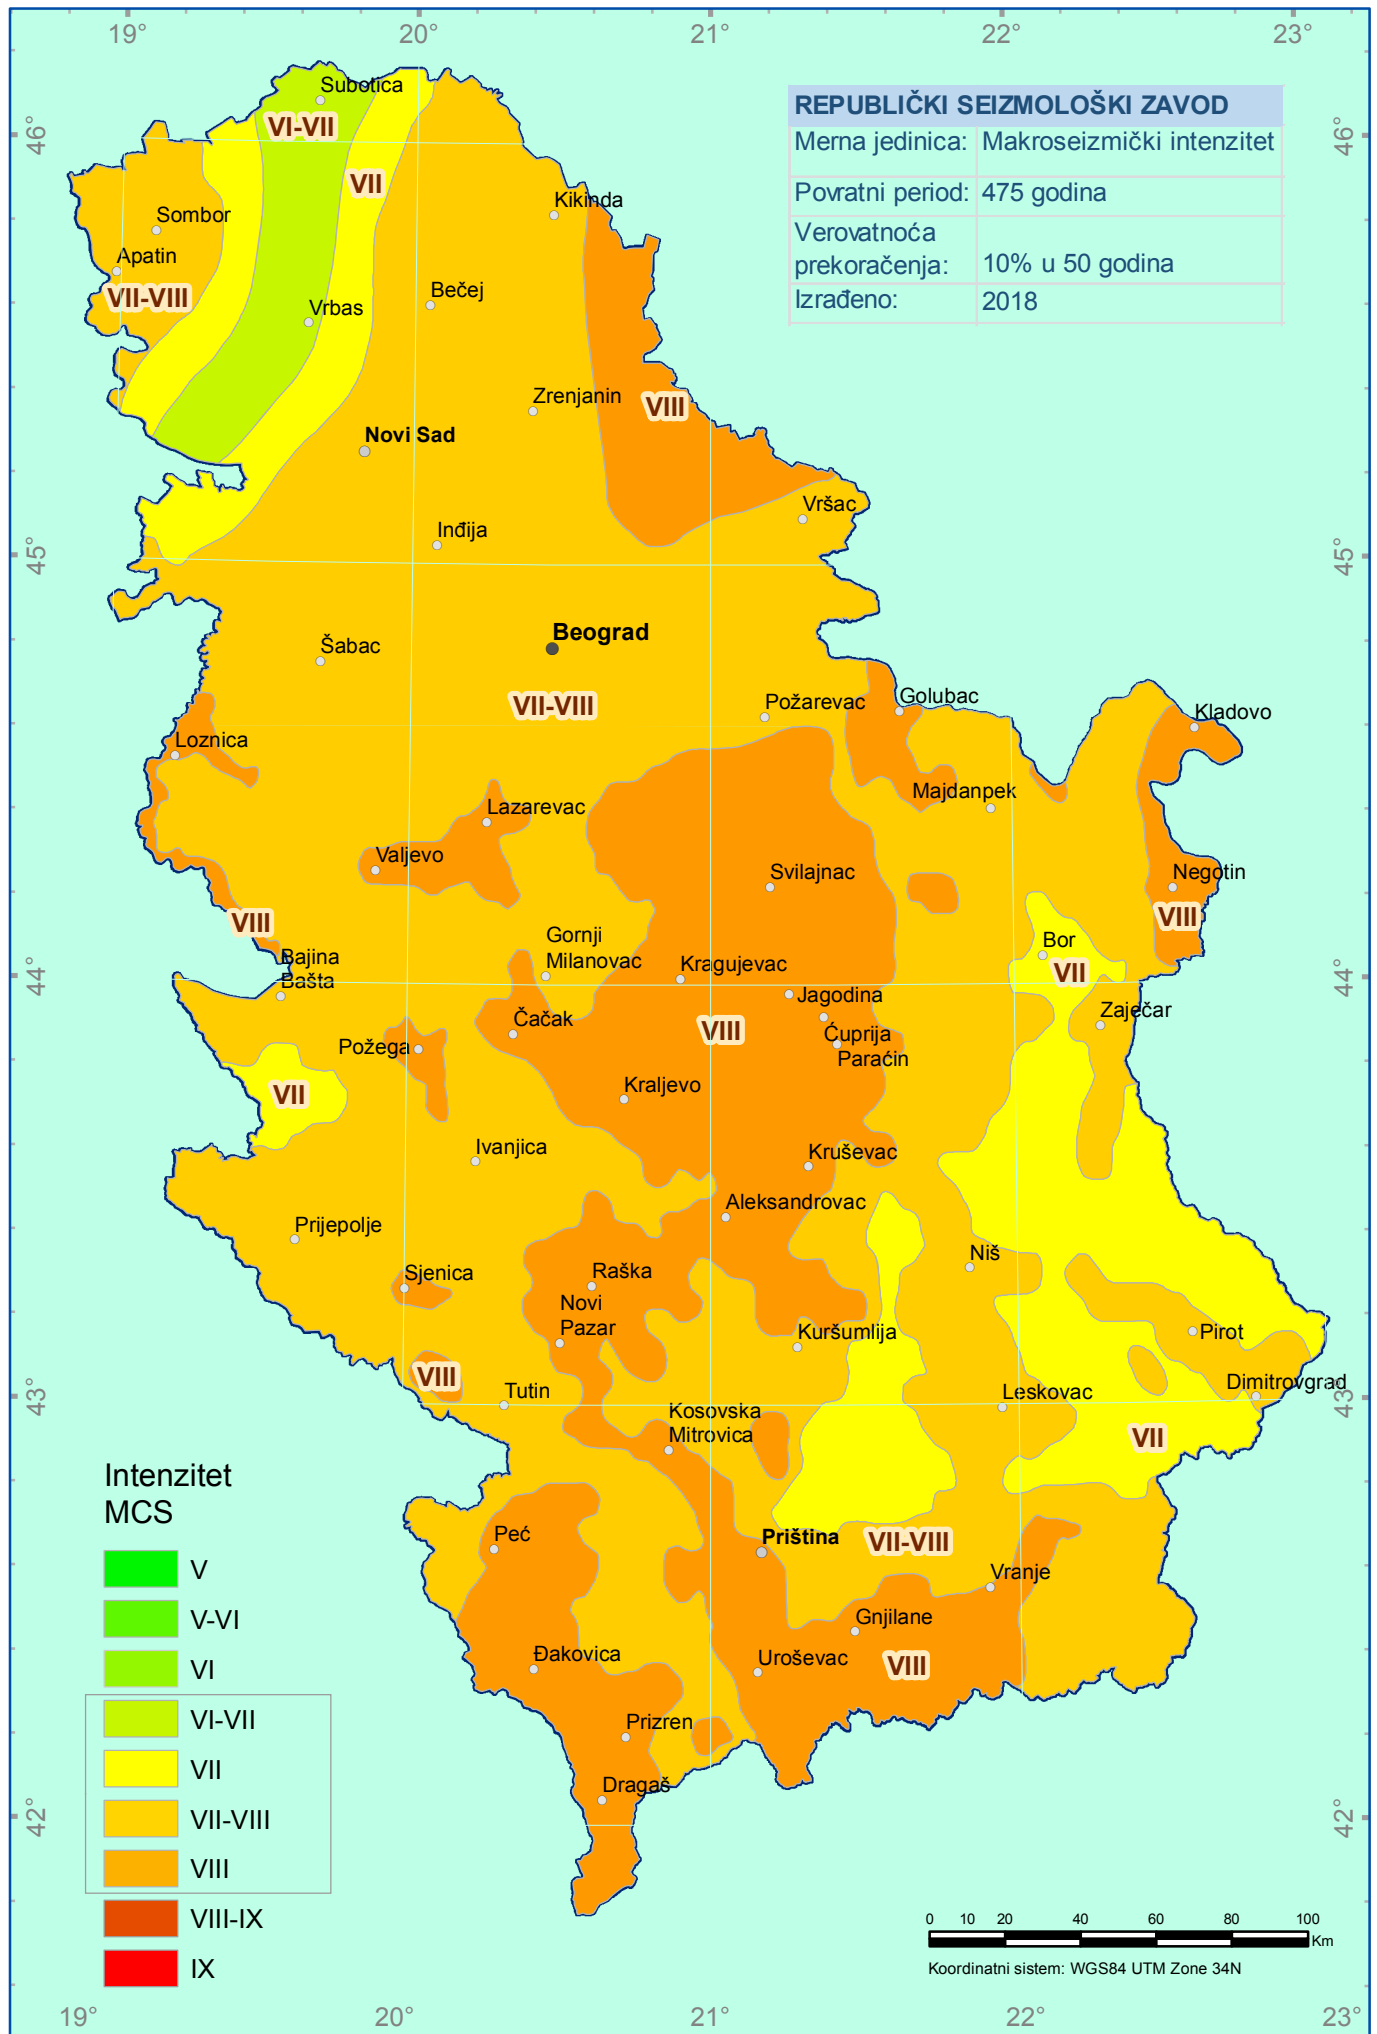 19° 20° 21° 22° 23°
REPUBLIČKI SEIZMOLOŠKI ZAVOD
Merna jedinica: Makroseizmički intenzitet
Povratni period: 475 godina
Verovatnoća
prekoračenja: 10% u 50 godina
Izrađeno: 2018
46° 46°
Subotica
VI-VII
VII
Sombor
Kikinda
Apatin
VII-VIII
Bečej
Vrbas
Zrenjanin
VIII
Novi Sad
Vršac
Inđija
45° 45°
Beograd
Šabac
VII-VIII
Požarevac
Golubac
Kladovo
Loznica
Majdanpek
Lazarevac
Valjevo
Svilajnac
Negotin
VIII
VIII
Gornji
Milanovac
Bor
VII
Bajina
Bašta
Kragujevac
44° 44°
Jagodina
Zaječar
Čačak
VIII
Ćuprija
Požega
Paraćin
VII
Kraljevo
Ivanjica
Kruševac
Aleksandrovac
Prijepolje
Niš
Sjenica
Raška
Novi
Pazar
Kuršumlija
Pirot
VIII
Tutin
Leskovac
Dimitrovgrad
43° 43°
Kosovska
Mitrovica
VII
Priština
VII-VIII
Peć
Vranje
Gnjilane
Đakovica
Uroševac
VIII
Prizren
Dragaš
42° 42°
Intenzitet
MCS
V
V-VI
VI
VI-VII
VII
VII-VIII
VIII
VIII-IX
IX
0 10 20 40 60 80 100
Km
Koordinatni sistem: WGS84 UTM Zone 34N
19° 20° 21° 22° 23°